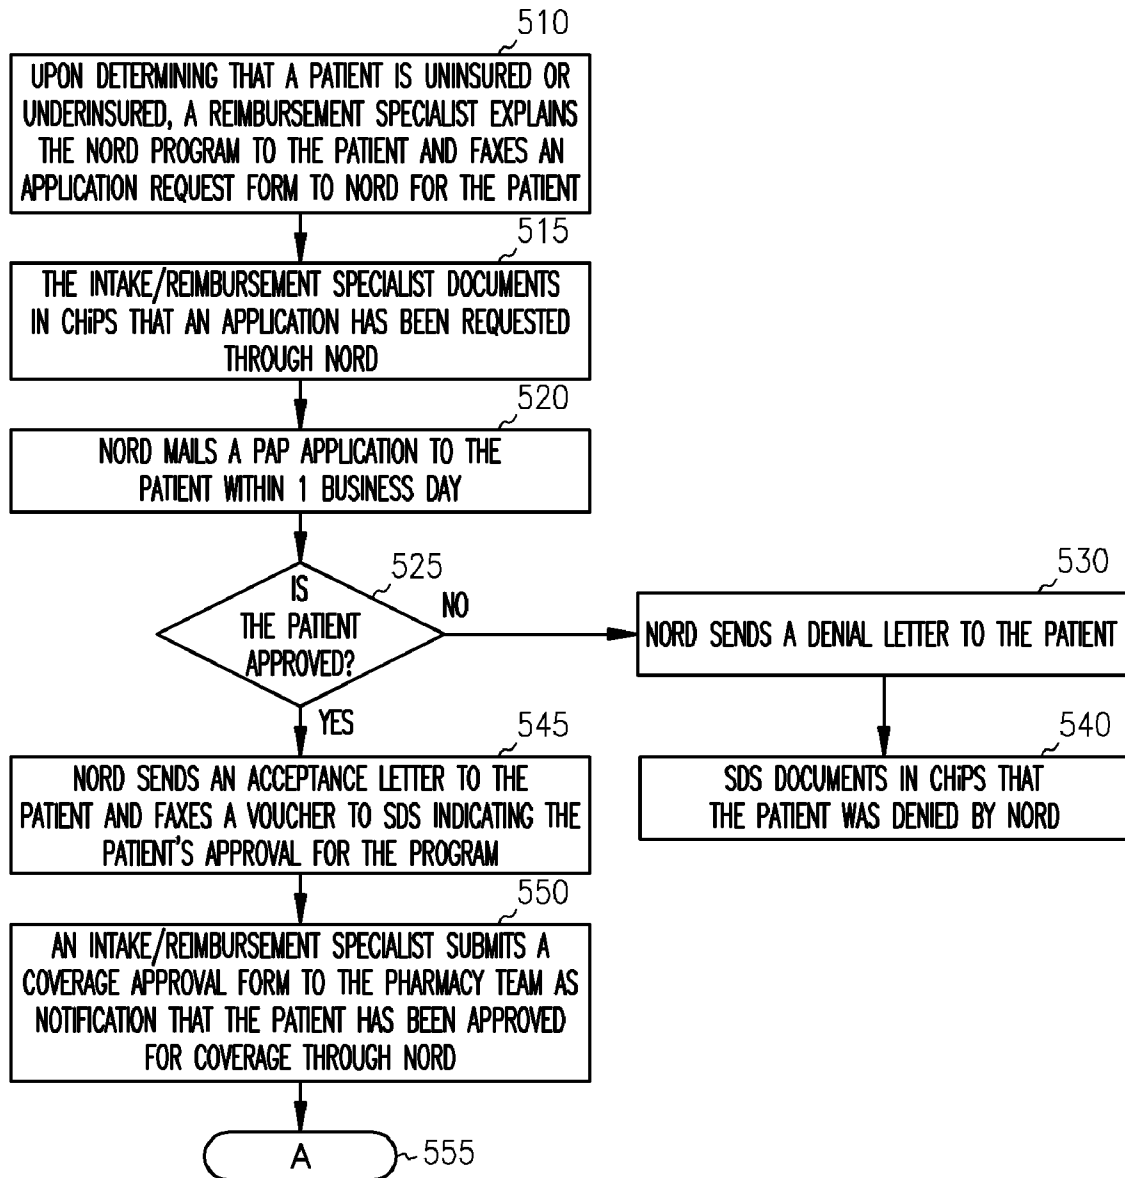 510
UPON DETERMINING THAT A PATIENT IS UNINSURED OR
UNDERINSURED, A REIMBURSEMENT SPECIALIST EXPLAINS
THE NORD PROGRAM TO THE PATIENT AND FAXES AN
APPLICATION REQUEST FORM TO NORD FOR THE PATIENT
515
THE INTAKE/REIMBURSEMENT SPECIALIST DOCUMENTS
IN CHiPS THAT AN APPLICATION HAS BEEN REQUESTED
THROUGH NORD
520
NORD MAILS A PAP APPLICATION TO THE
PATIENT WITHIN 1 BUSINESS DAY
525
IS
THE PATIENT
APPROVED?
NO
530
NORD SENDS A DENIAL LETTER TO THE PATIENT
540
SDS DOCUMENTS IN CHiPS THAT
THE PATIENT WAS DENIED BY NORD
YES
545
NORD SENDS AN ACCEPTANCE LETTER TO THE
PATIENT AND FAXES A VOUCHER TO SDS INDICATING THE
PATIENT'S APPROVAL FOR THE PROGRAM
550
AN INTAKE/REIMBURSEMENT SPECIALIST SUBMITS A
COVERAGE APPROVAL FORM TO THE PHARMACY TEAM AS
NOTIFICATION THAT THE PATIENT HAS BEEN APPROVED
FOR COVERAGE THROUGH NORD
A
555